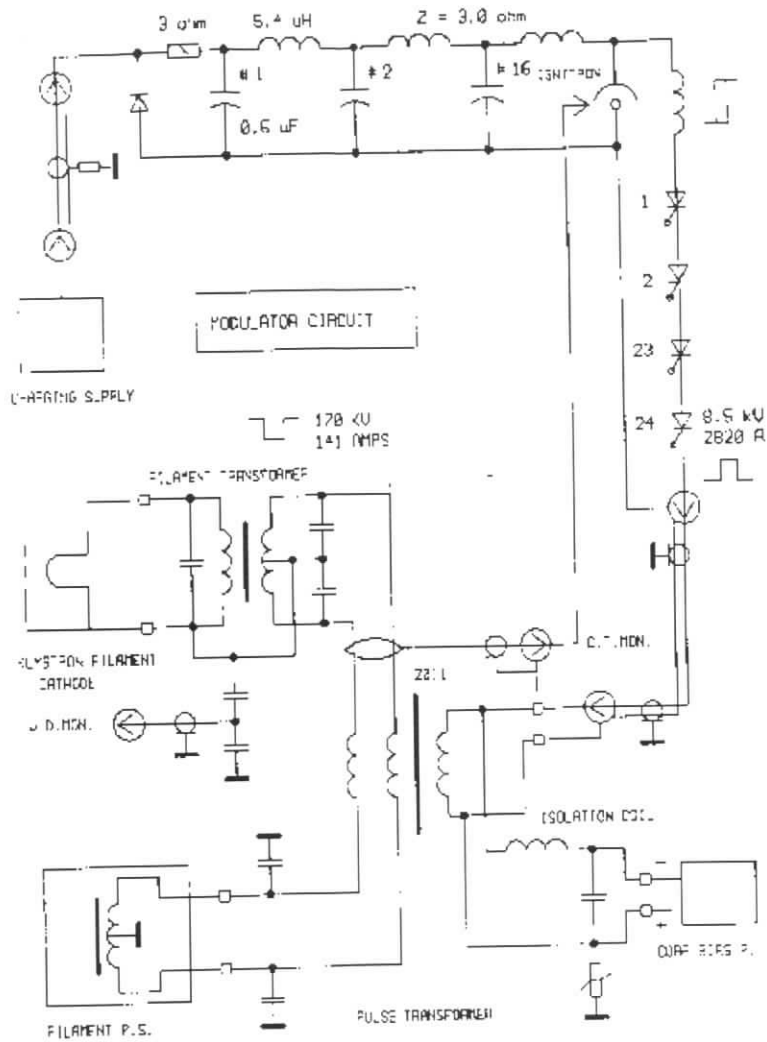 3 ohm
5.4 uH
Z = 3.0 ohm
#1
#2
#16
IGNITRON
0.6 uF
1
2
23
24
8.5 kV
2820 A
MODULATOR CIRCUIT
CHARGING SUPPLY
170 KV
141 AMPS
FILAMENT TRANSFORMER
KLYSTRON FILAMENT
CATHODE
C.T.MON.
.D.MON.
ISOLATION COIL
-
+
FILAMENT P.S.
PULSE TRANSFORMER